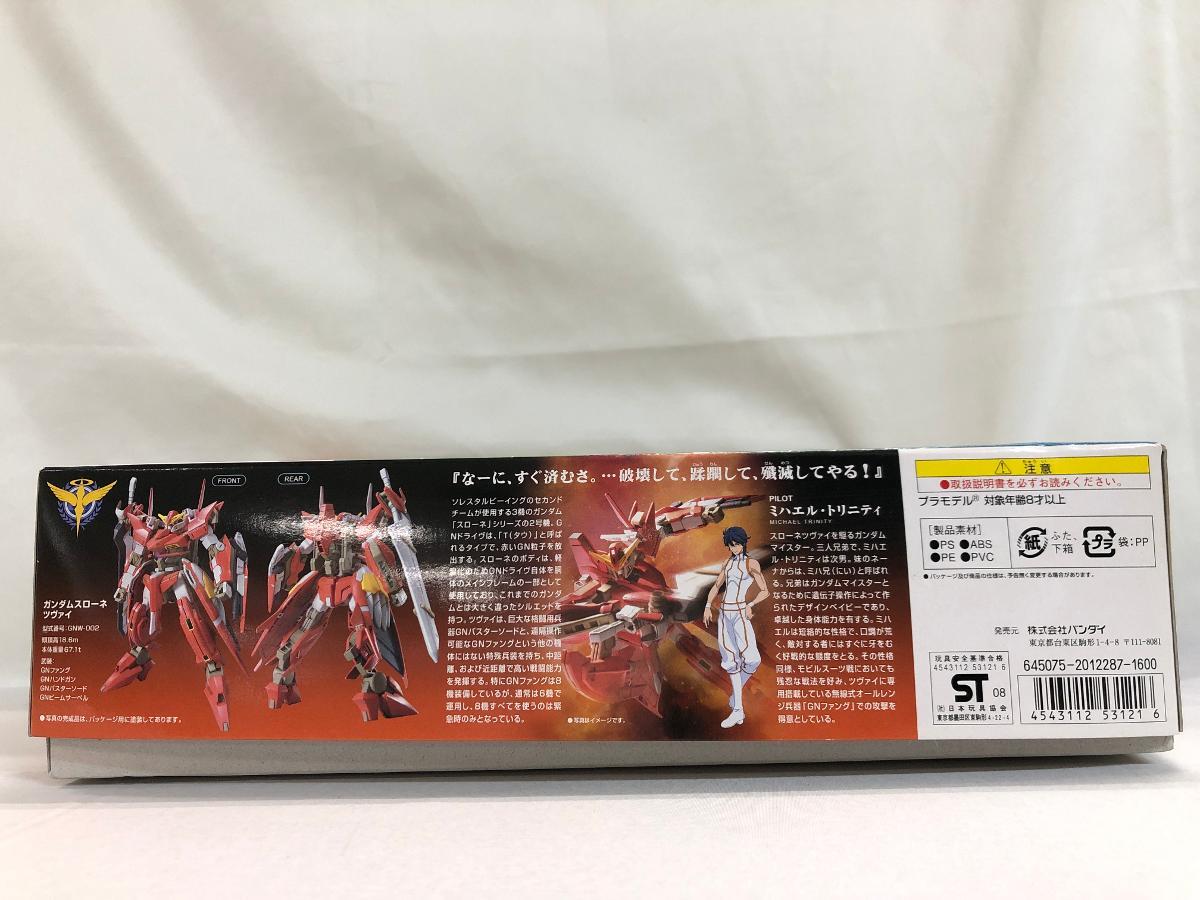 FRONT
REAR
ガンダムスローネ
ツヴァイ
型式番号:GNW-002
頭頂高18.6m
本体重量67.1t
武装:
GNファング
GNハンドガン
GNバスターソード
GNビームサーベル
●写真の完成品は、パッケージ用に塗装してあります。
『なーに、すぐ済むさ。…破壊して、蹂躙して、殲滅してやる!』
ソレスタルビーイングのセカンド
チームが使用する3機のガンダム
「スローネ」シリーズの2号機。G
Nドライヴは、「T(タウ)」と呼ば
れるタイプで、赤いGN粒子を放
出する。スローネのボディは、軽
量化のためGNドライヴ自体を胴
体のメインフレームの一部として
使用しており、これまでのガンダ
ムとは大きく違ったシルエットを
持つ。ツヴァイは、巨大な格闘用兵
器GNバスターソードと、遠隔操作
可能なGNファングという他の機
体にはない特殊兵装を持ち、中距
離、および近距離で高い戦闘能力
を発揮する。特にGNファングは8
機装備しているが、通常は6機で
運用し、8機すべてを使うのは緊
急時のみとなっている。
●写真はイメージです。
PILOT
ミハエル・トリニティ
MICHAEL TRINITY
スローネツヴァイを駆るガンダム
マイスター。三人兄弟で、ミハエ
ル・トリニティは次男。妹のネー
ナからは、ミハ兄(にい)と呼ばれ
る。兄弟はガンダムマイスターと
なるために遺伝子操作によって作
られたデザインベイビーであり、
卓越した身体能力を有する。ミハ
エルは短絡的な性格で、口調が荒
く、敵対する者にはすぐに牙をむ
く好戦的な態度をとる。その性格
同様、モビルスーツ戦においても
残忍な戦法を好み、ツヴァイに専
用搭載している無線式オールレン
ジ兵器「GNファング」での攻撃を
得意としている。
注意
●取扱説明書を必ずお読みください。
プラモデル 対象年齢8才以上
[製品素材]
●PS ●ABS
●PE ●PVC
紙 ふた、
下箱
プラ 袋:PP
●パッケージ及び商品の仕様は、予告無く変更する場合があります。
発売元 株式会社バンダイ
東京都台東区駒形1-4-8 〒111-8081
玩具安全基準合格
4543112 53121 6
ST 08
社日本玩具協会
東京都墨田区東駒形4-22-4
645075-2012287-1600
4543112 53121 6